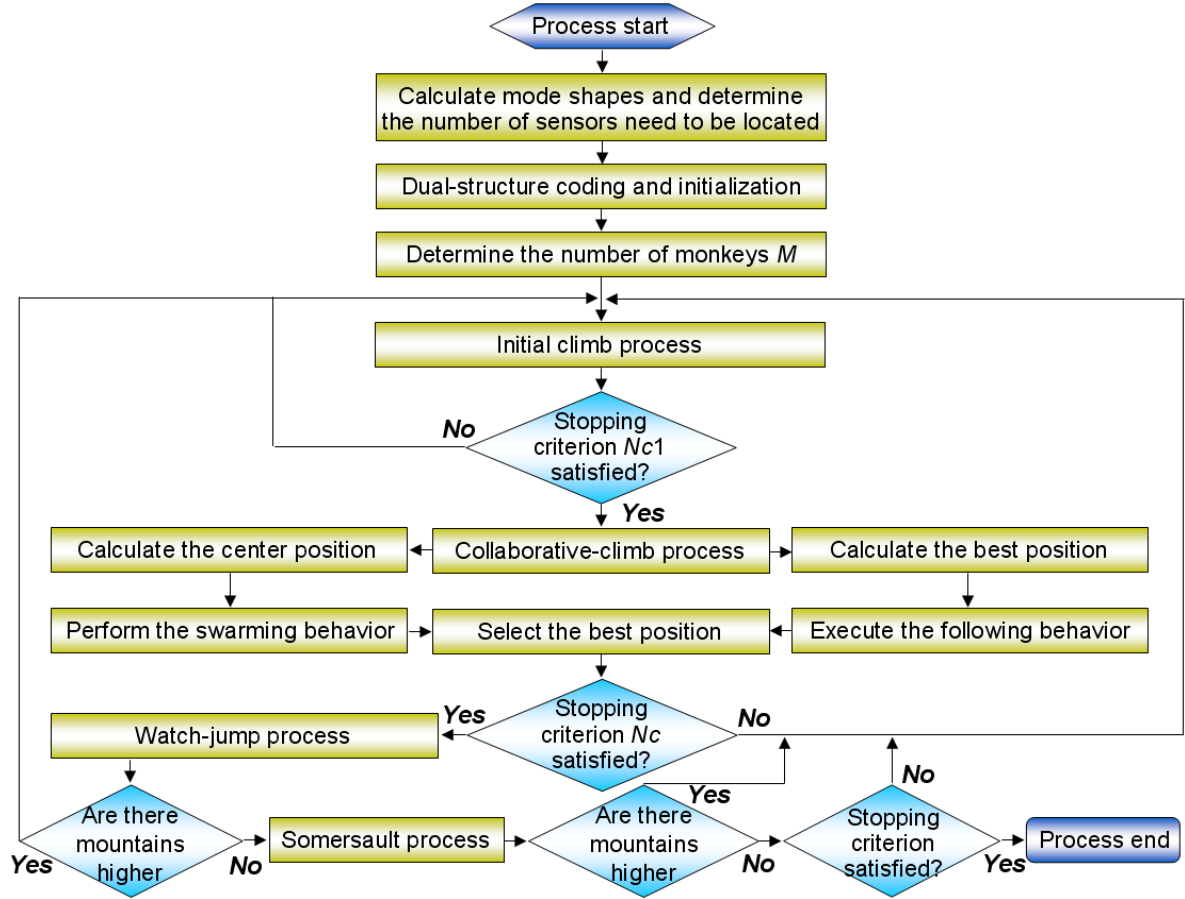 Process start
Calculate mode shapes and determine
the number of sensors need to be located
Dual-structure coding and initialization
Determine the number of monkeys M
Initial climb process
No
Stopping
criterion Nc1
satisfied?
Yes
Calculate the center position
Collaborative-climb process
Calculate the best position
Perform the swarming behavior
Select the best position
Execute the following behavior
Yes
Stopping
criterion Nc
satisfied?
No
Watch-jump process
Are there
mountains
higher
Yes
No
Somersault process
Yes
Are there
mountains
higher
No
No
Stopping
criterion
satisfied?
Yes
Process end